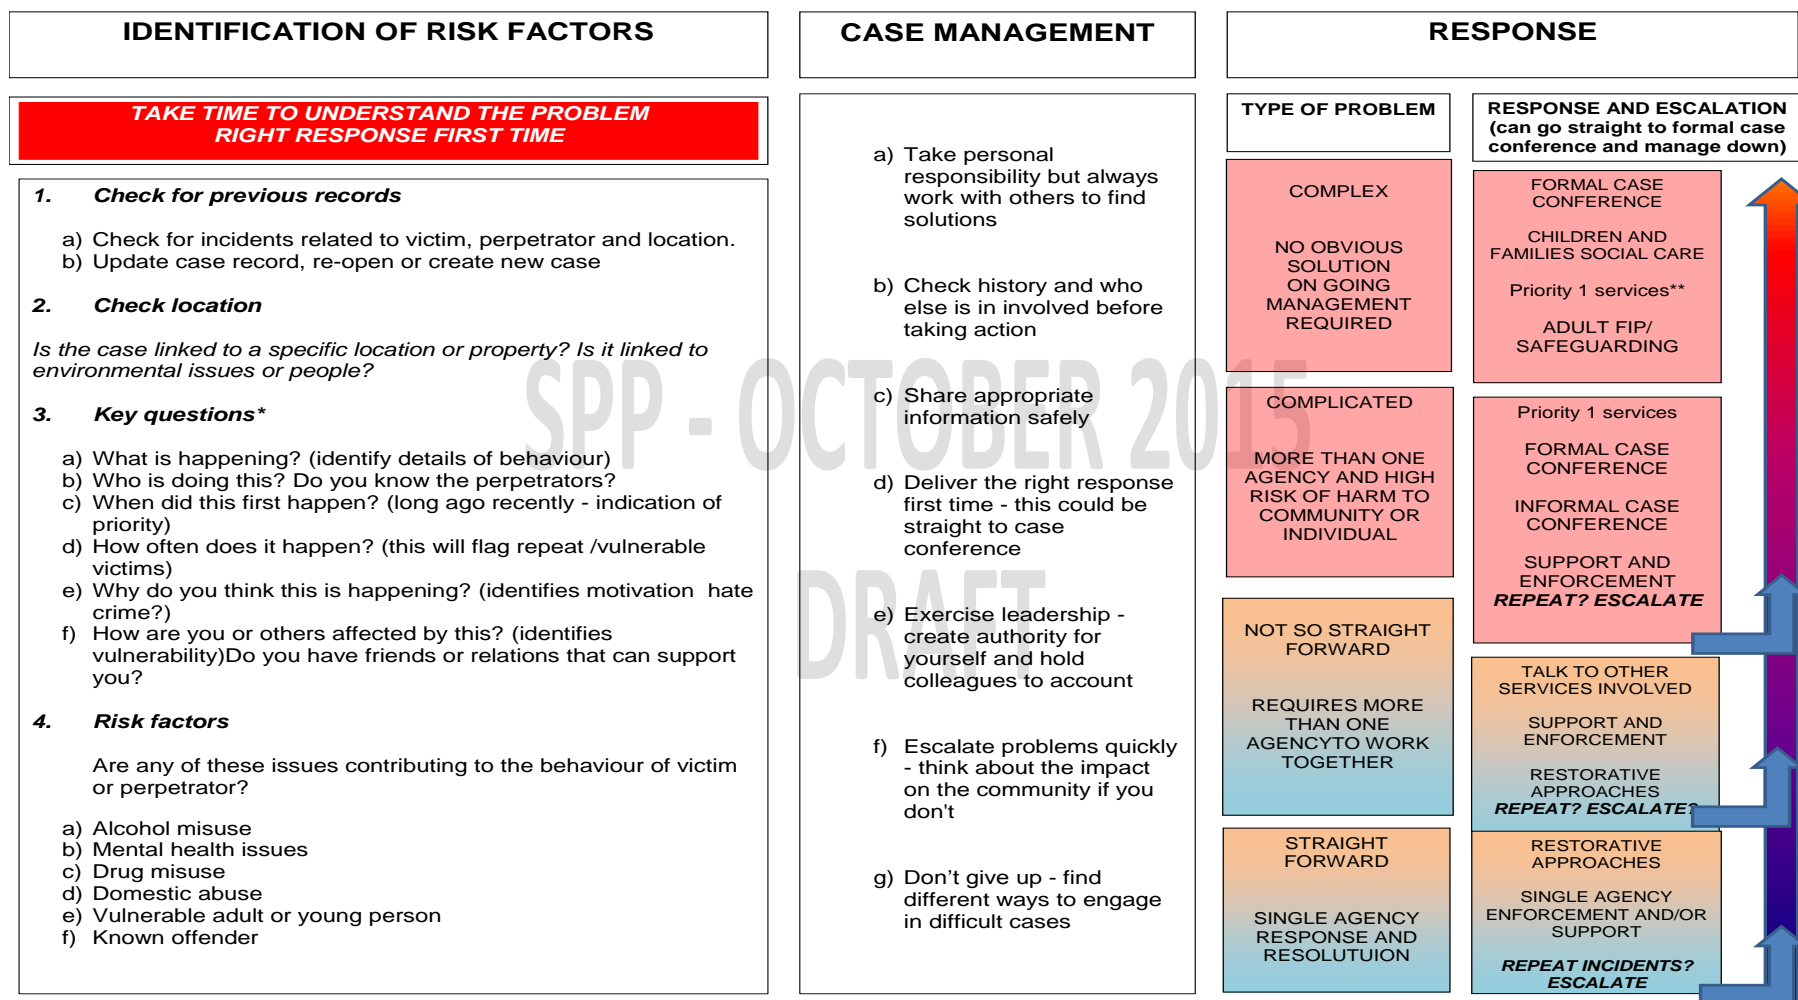 IDENTIFICATION OF RISK FACTORS
TAKE TIME TO UNDERSTAND THE PROBLEM
RIGHT RESPONSE FIRST TIME
1. Check for previous records
a) Check for incidents related to victim, perpetrator and location.
b) Update case record, re-open or create new case
2. Check location
Is the case linked to a specific location or property? Is it linked to
environmental issues or people?
3. Key questions*
a) What is happening? (identify details of behaviour)
b) Who is doing this? Do you know the perpetrators?
c) When did this first happen? (long ago recently - indication of
priority)
d) How often does it happen? (this will flag repeat /vulnerable
victims)
e) Why do you think this is happening? (identifies motivation hate
crime?)
f) How are you or others affected by this? (identifies
vulnerability)Do you have friends or relations that can support
you?
4. Risk factors
Are any of these issues contributing to the behaviour of victim
or perpetrator?
a) Alcohol misuse
b) Mental health issues
c) Drug misuse
d) Domestic abuse
e) Vulnerable adult or young person
f) Known offender
CASE MANAGEMENT
a) Take personal
responsibility but always
work with others to find
solutions
b) Check history and who
else is in involved before
taking action
c) Share appropriate
information safely
d) Deliver the right response
first time - this could be
straight to case
conference
e) Exercise leadership -
create authority for
yourself and hold
colleagues to account
f) Escalate problems quickly
- think about the impact
on the community if you
don't
g) Don't give up - find
different ways to engage
in difficult cases
RESPONSE
TYPE OF PROBLEM
COMPLEX
NO OBVIOUS
SOLUTION
ON GOING
MANAGEMENT
REQUIRED
COMPLICATED
MORE THAN ONE
AGENCY AND HIGH
RISK OF HARM TO
COMMUNITY OR
INDIVIDUAL
NOT SO STRAIGHT
FORWARD
REQUIRES MORE
THAN ONE
AGENCYTO WORK
TOGETHER
STRAIGHT
FORWARD
SINGLE AGENCY
RESPONSE AND
RESOLUTUION
RESPONSE AND ESCALATION
(can go straight to formal case
conference and manage down)
FORMAL CASE
CONFERENCE
CHILDREN AND
FAMILIES SOCIAL CARE
Priority 1 services**
ADULT FIP/
SAFEGUARDING
Priority 1 services
FORMAL CASE
CONFERENCE
INFORMAL CASE
CONFERENCE
SUPPORT AND
ENFORCEMENT
REPEAT? ESCALATE
TALK TO OTHER
SERVICES INVOLVED
SUPPORT AND
ENFORCEMENT
RESTORATIVE
APPROACHES
REPEAT? ESCALATE?
RESTORATIVE
APPROACHES
SINGLE AGENCY
ENFORCEMENT AND/OR
SUPPORT
REPEAT INCIDENTS?
ESCALATE
SPP - OCTOBER 2015
DRAFT